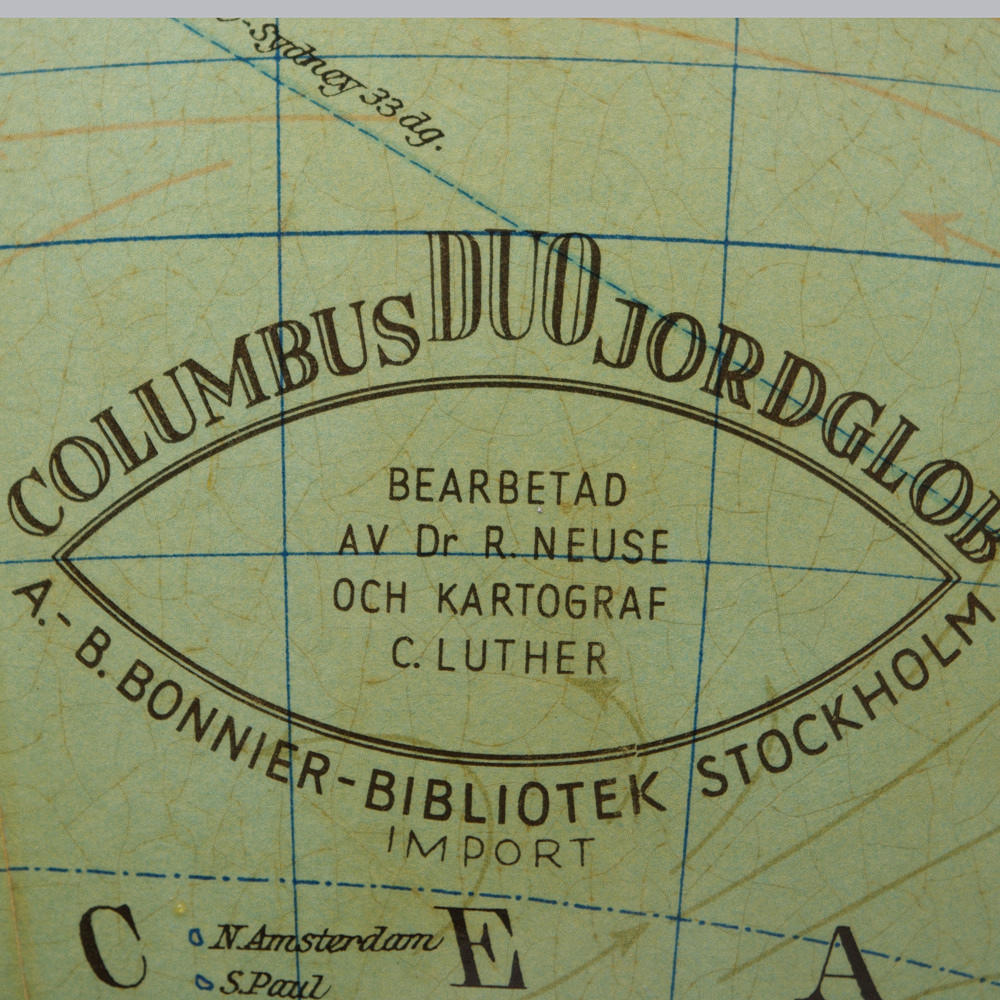 -Sydney 33 dg.
COLUMBUS DUO JORDGLOB
BEARBETAD
AV Dr R. NEUSE
OCH KARTOGRAF
C. LUTHER
A.-B. BONNIER-BIBLIOTEK STOCKHOLM
IMPORT
C E A
N.Amsterdam
S.Paul